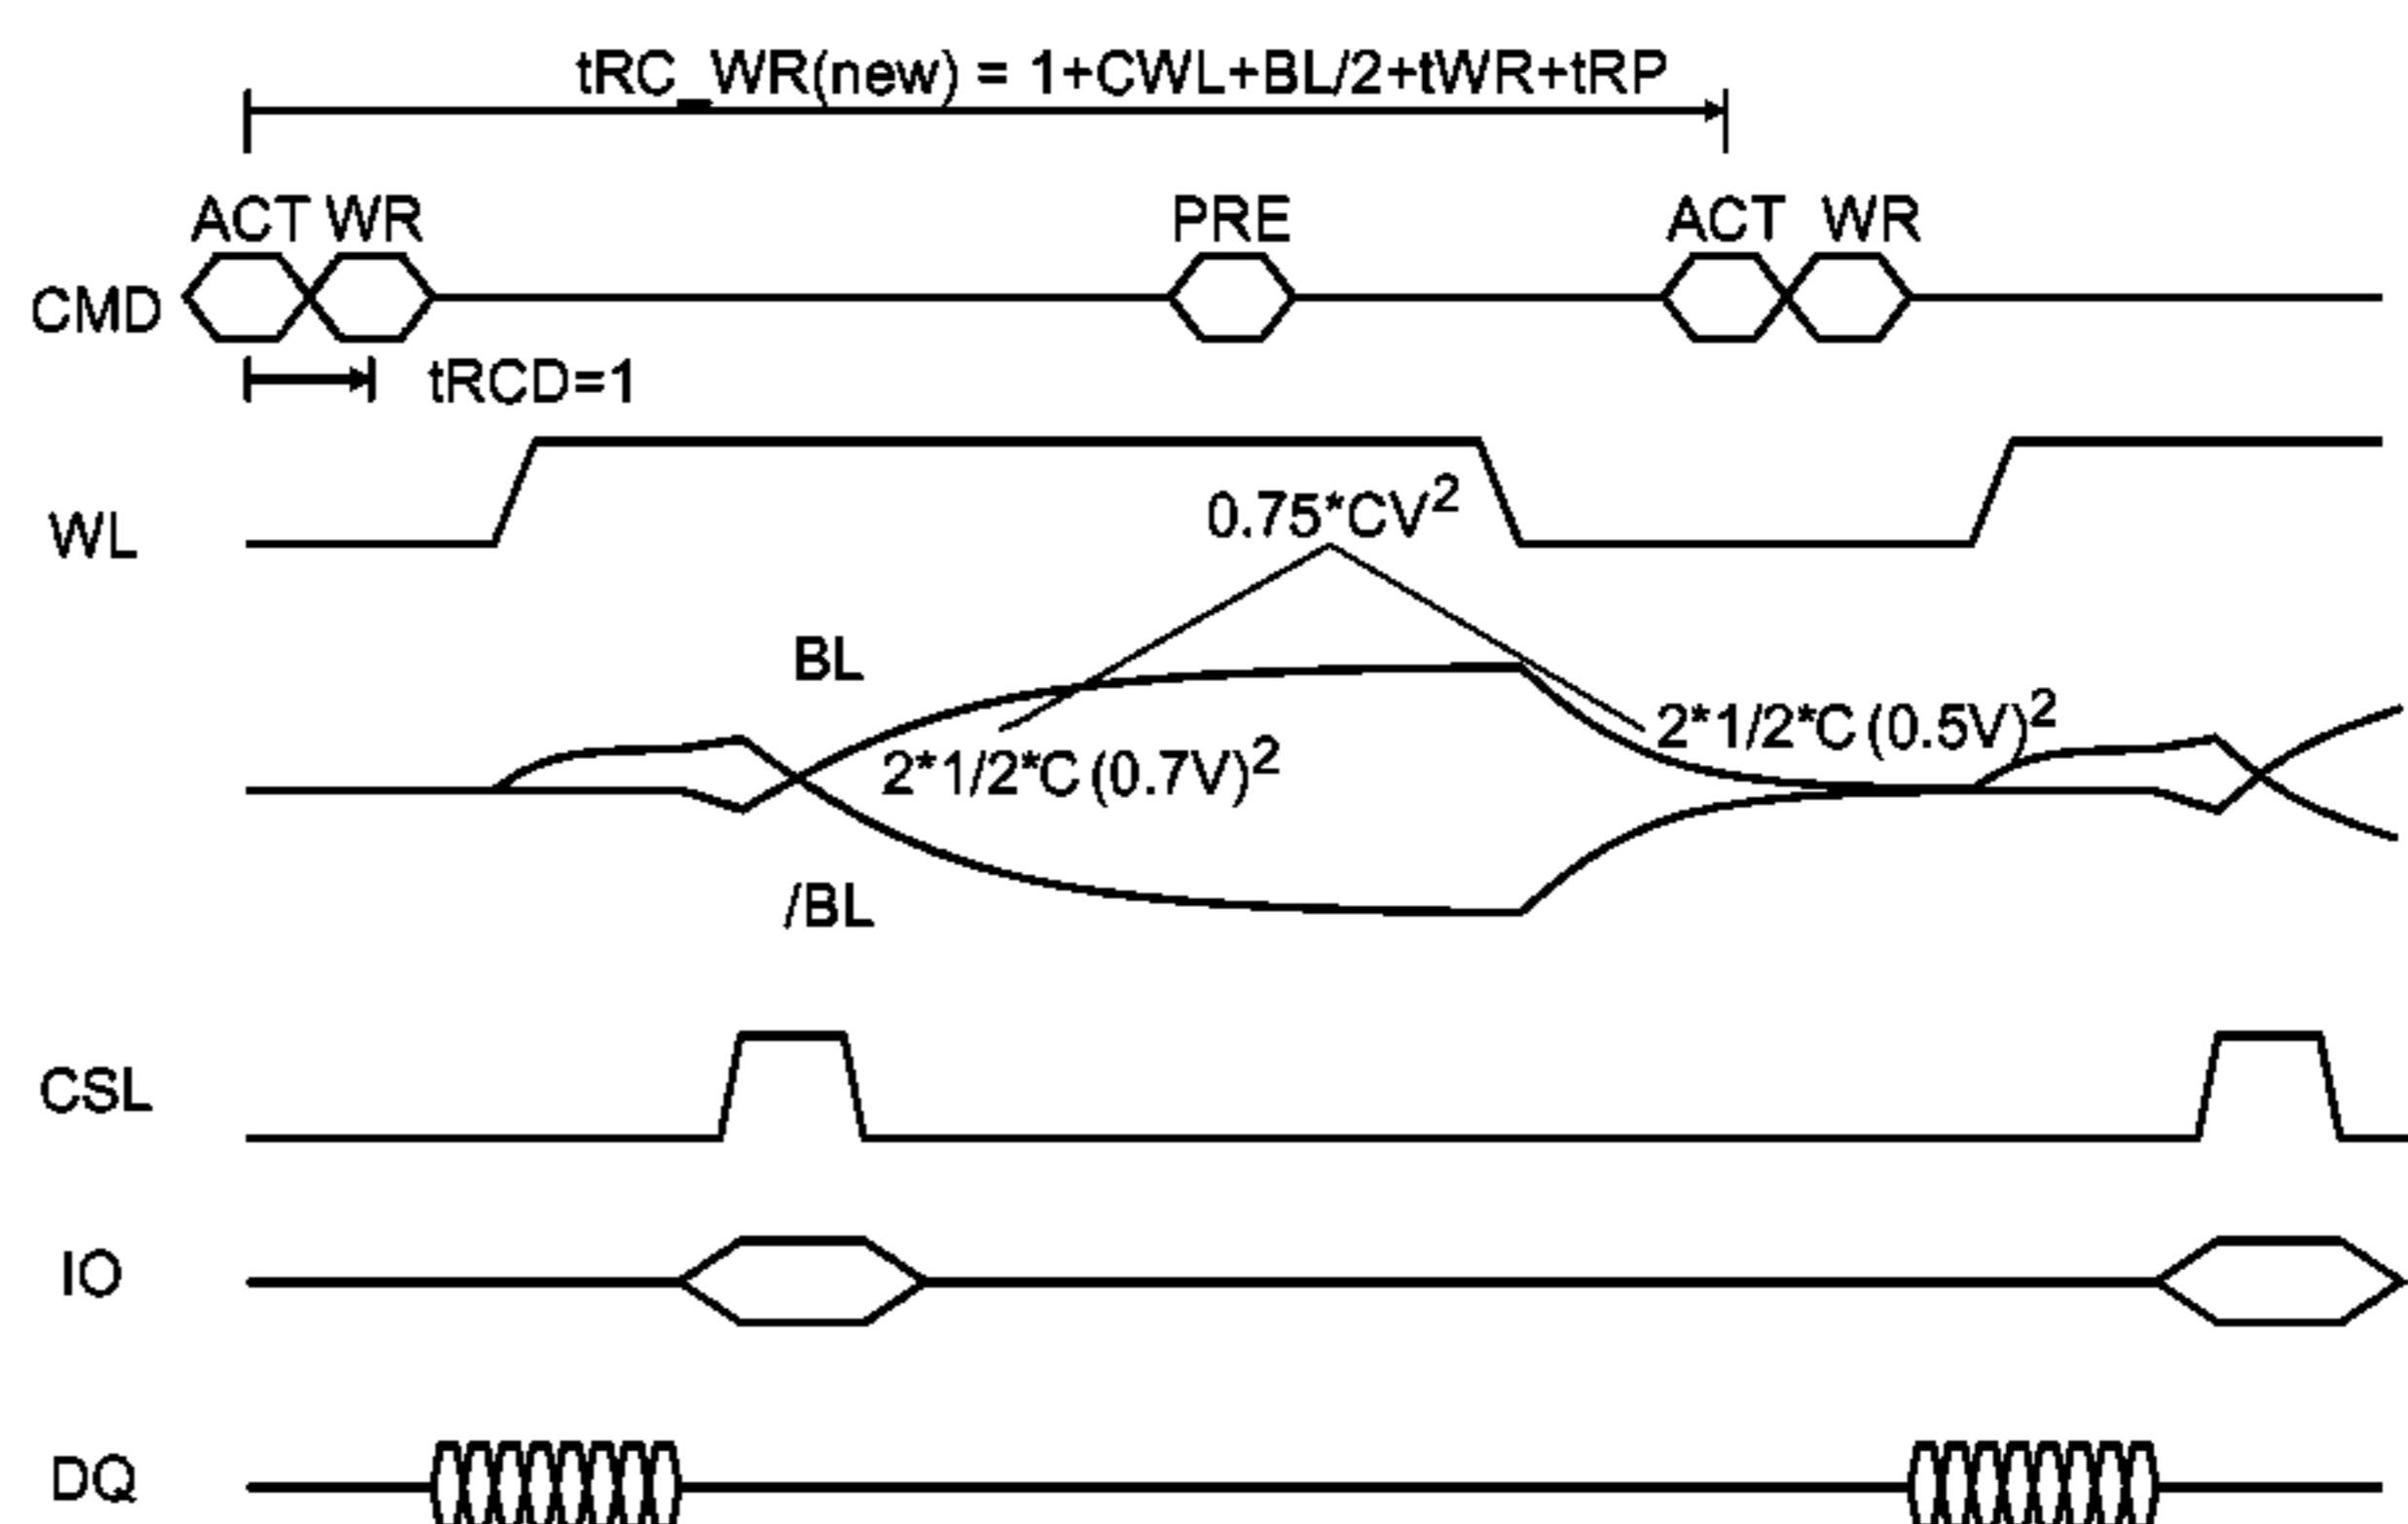 tRC_WR(new) = 1+CWL+BL/2+tWR+tRP
ACT WR PRE ACT WR
CMD
tRCD=1
WL
0.75*CV²
BL
2*1/2*C(0.7V)² 2*1/2*C(0.5V)²
/BL
CSL
IO
DQ